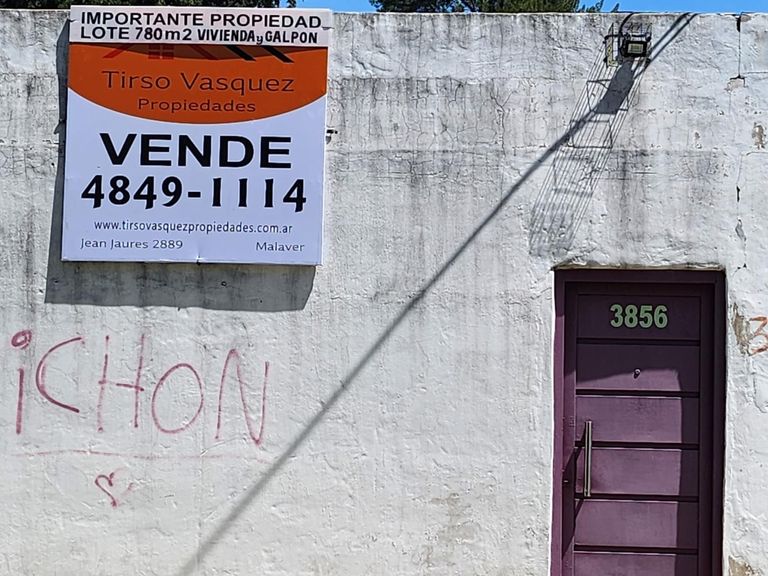 IMPORTANTE PROPIEDAD
LOTE 780m2 VIVIENDA y GALPON
Tirso Vasquez
Propiedades
VENDE
4849-1114
www.tirsovasquezpropiedades.com.ar
Jean Jaures 2889 Malaver
3856
iCHON